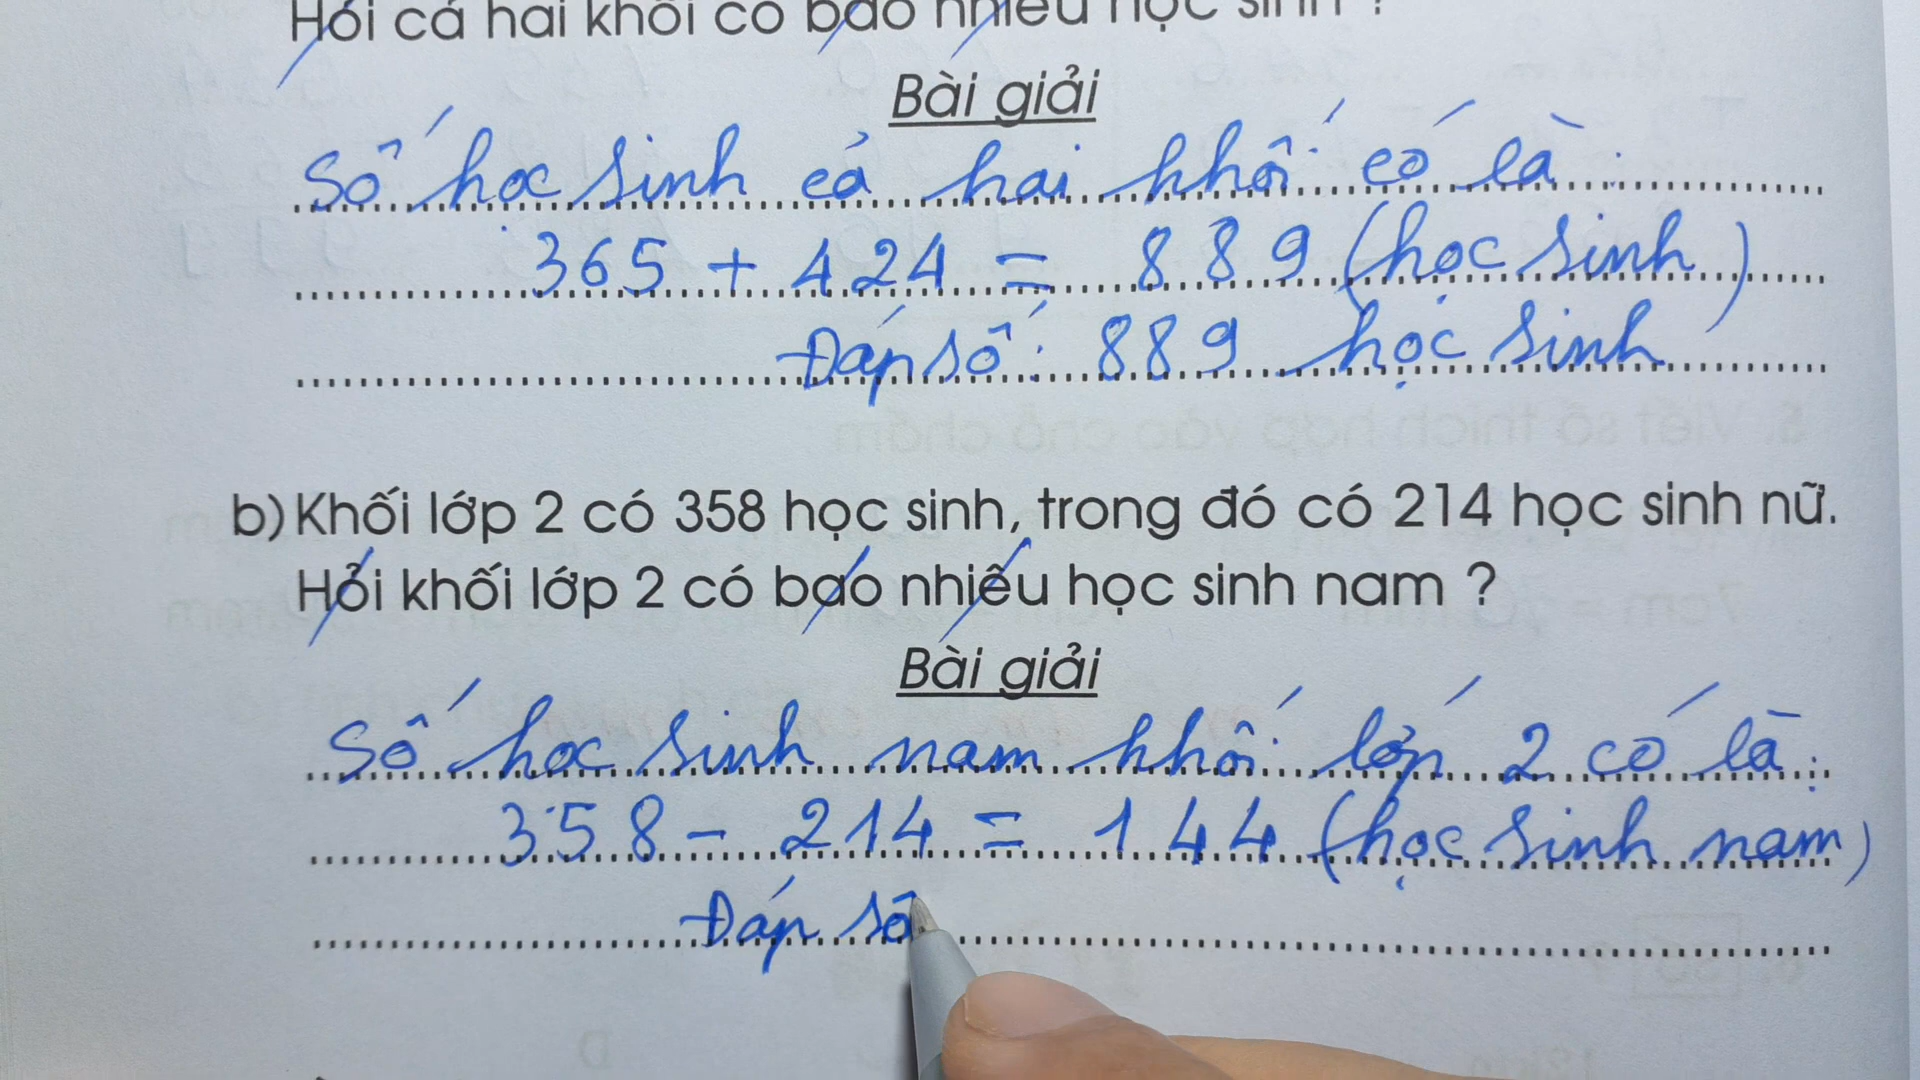 Hỏi cả hai khối có bao nhiêu học sinh ?
Bài giải
Số học sinh cả hai khối có là :
365 + 424 = 889 (học sinh)
Đáp số : 889 học sinh
b) Khối lớp 2 có 358 học sinh, trong đó có 214 học sinh nữ.
Hỏi khối lớp 2 có bao nhiêu học sinh nam ?
Bài giải
Số học sinh nam khối lớp 2 có là :
358 - 214 = 144 (học sinh nam)
Đáp sô